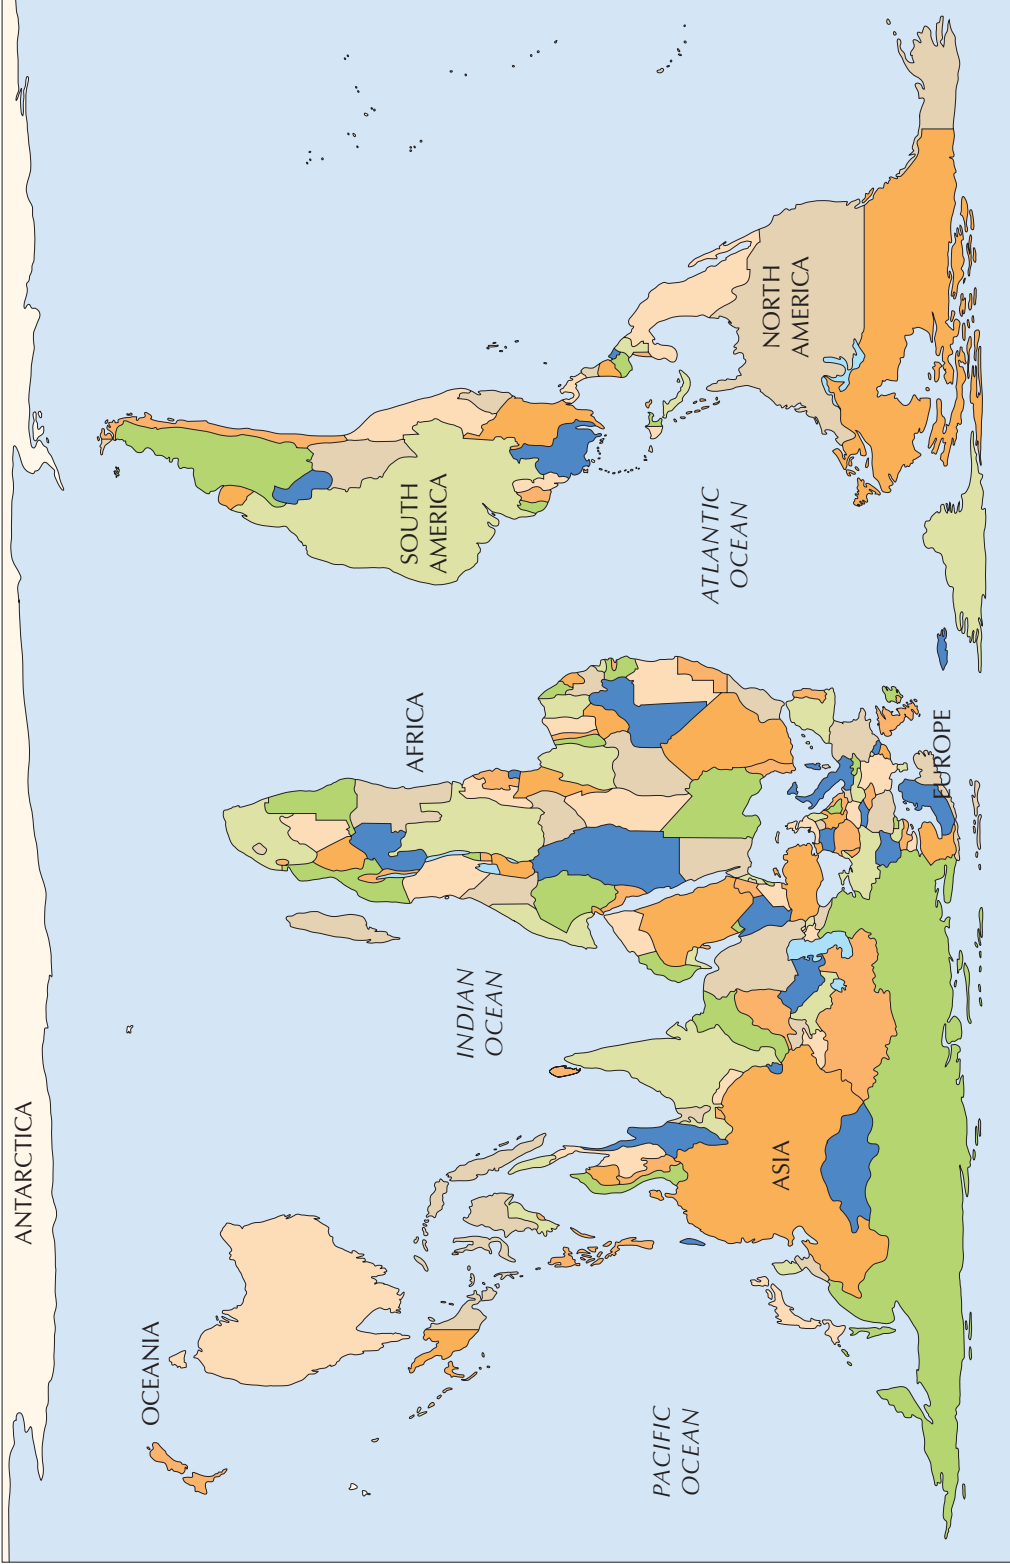 NORTH
AMERICA
EUROPE
ASIA
ATLANTIC
OCEAN
PACIFIC
OCEAN
AFRICA
SOUTH
AMERICA
INDIAN
OCEAN
OCEANIA
ANTARCTICA